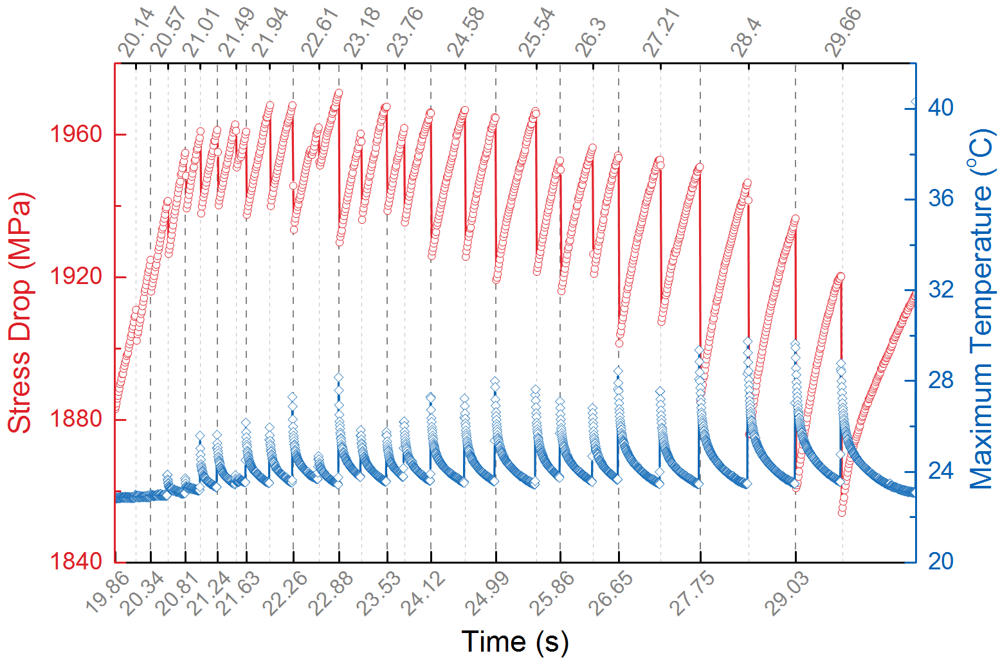 20.14 20.57 21.01 21.49 21.94 22.61 23.18 23.76 24.58 25.54 26.3 27.21 28.4 29.66
Stress Drop (MPa)
1960
1920
1880
1840
40
36
32
28
24
20
Maximum Temperature (°C)
19.86 20.34 20.81 21.24 21.63 22.26 22.88 23.53 24.12 24.99 25.86 26.65 27.75 29.03
Time (s)